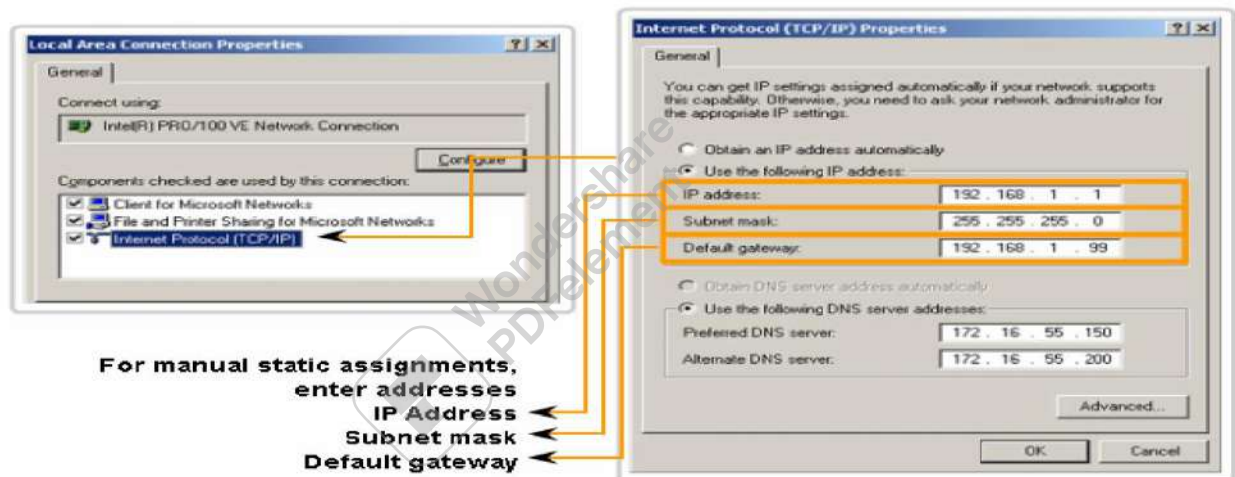 Local Area Connection Properties
General
Connect using:
Intel(R) PRO/100 VE Network Connection
Configure
Components checked are used by this connection:
Client for Microsoft Networks
File and Printer Sharing for Microsoft Networks
Internet Protocol (TCP/IP)
For manual static assignments,
enter addresses
IP Address
Subnet mask
Default gateway
Internet Protocol (TCP/IP) Properties
General
You can get IP settings assigned automatically if your network supports
this capability. Otherwise, you need to ask your network administrator for
the appropriate IP settings.
Obtain an IP address automatically
Use the following IP address:
IP address: 192 . 168 . 1 . 1
Subnet mask: 255 . 255 . 255 . 0
Default gateway: 192 . 168 . 1 . 99
Obtain DNS server address automatically
Use the following DNS server addresses:
Preferred DNS server: 172 . 16 . 55 . 150
Alternate DNS server: 172 . 16 . 55 . 200
Advanced...
OK Cancel
Wondershare
PDFelement